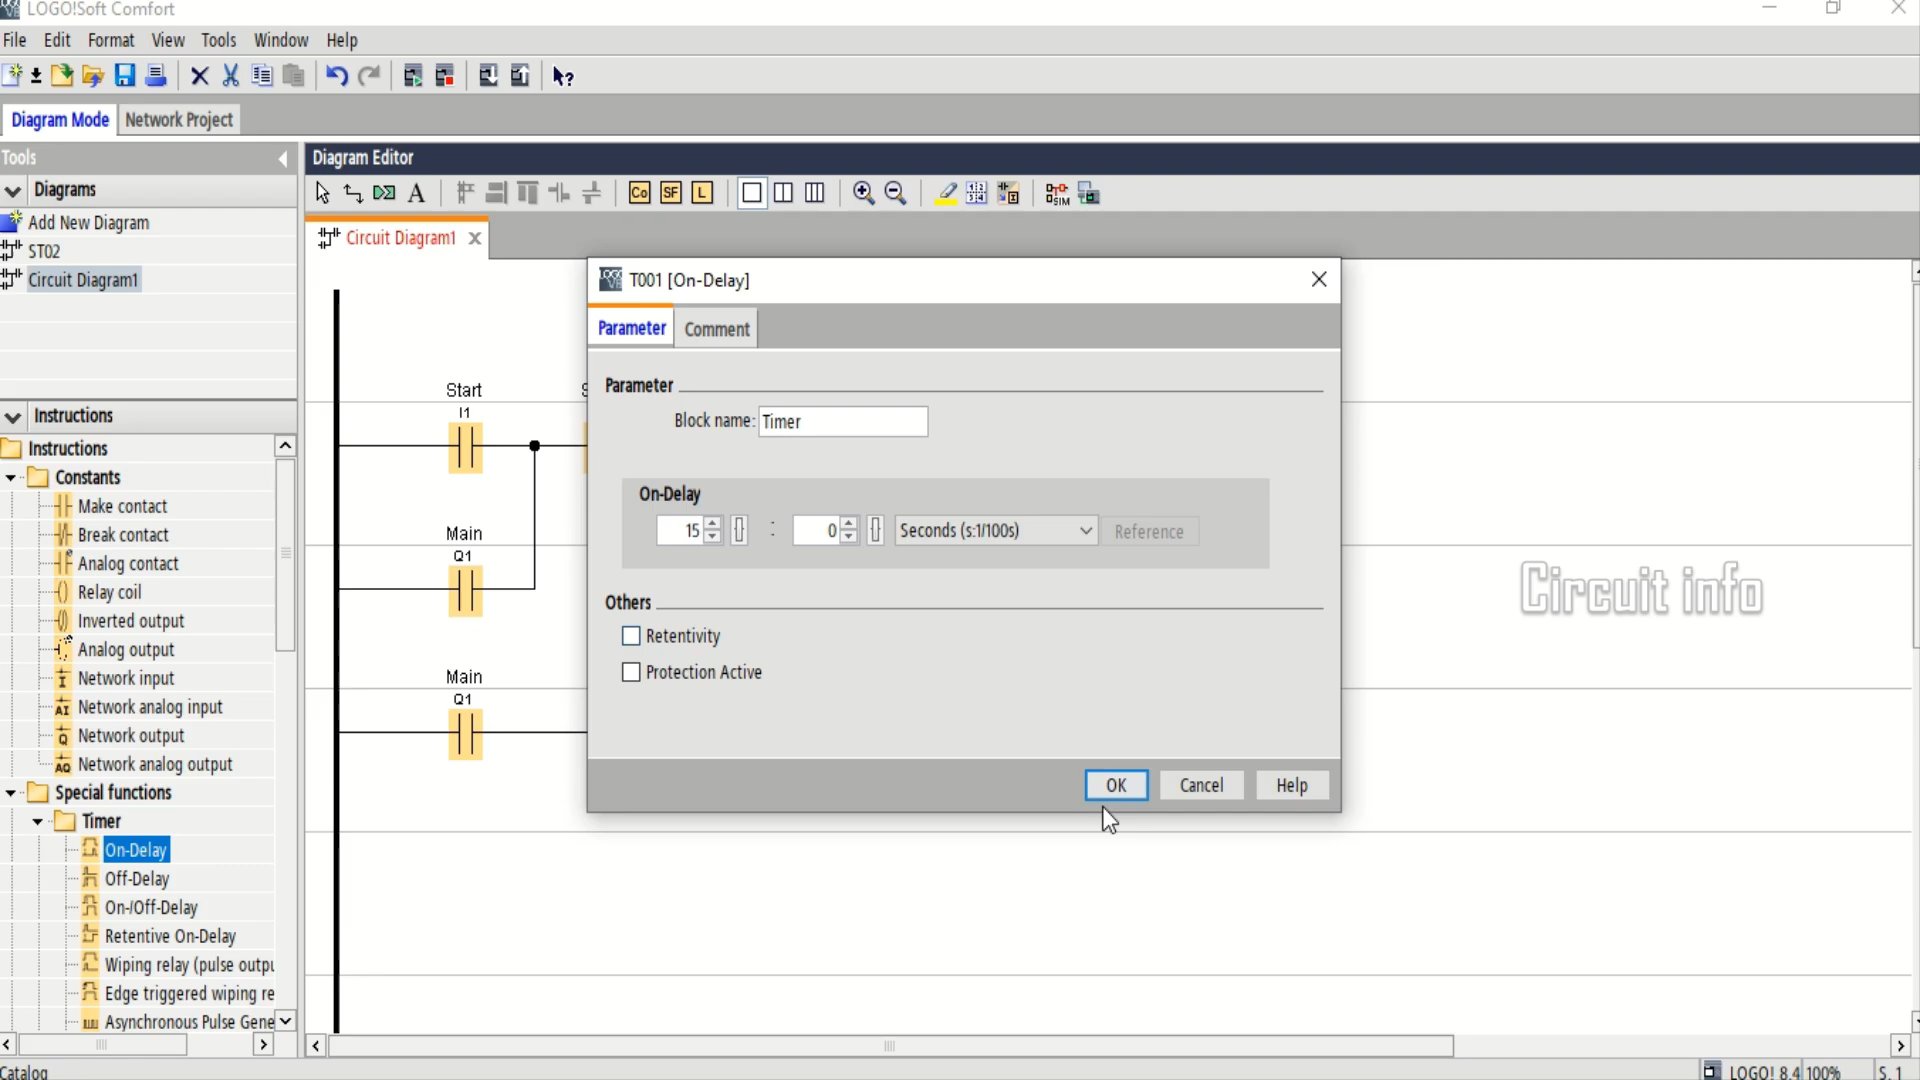 LOGO!Soft Comfort
File Edit Format View Tools Window Help
Diagram Mode Network Project
Tools
Diagram Editor
Diagrams
Co SF L
SIM
Add New Diagram
ST02
Circuit Diagram1
Circuit Diagram1
T001 [On-Delay]
Parameter Comment
Parameter
Block name: Timer
On-Delay
15 : 0 Seconds (s:1/100s) Reference
Others
Retentivity
Protection Active
OK Cancel Help
Start
I1
Main
Q1
Main
Q1
Circuit info
Instructions
Instructions
Constants
Make contact
Break contact
Analog contact
Relay coil
Inverted output
Analog output
I Network input
AI Network analog input
Q Network output
AQ Network analog output
Special functions
Timer
On-Delay
Off-Delay
On-/Off-Delay
Retentive On-Delay
Wiping relay (pulse outpu
Edge triggered wiping re
Asynchronous Pulse Gene
Catalog
LOGO! 8.4 100%